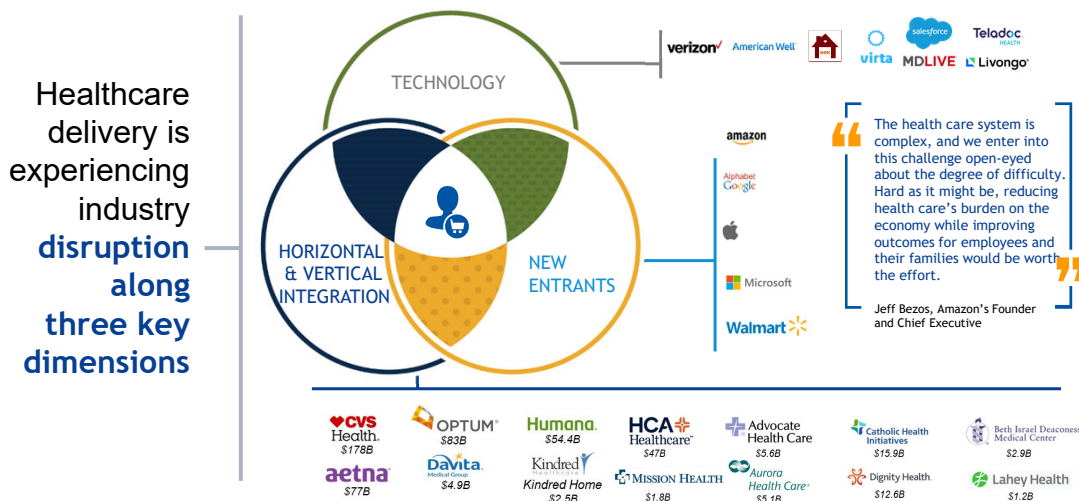 Healthcare
delivery is
experiencing
industry
disruption
along
three key
dimensions
TECHNOLOGY
HORIZONTAL
& VERTICAL
INTEGRATION
NEW
ENTRANTS
verizon
American Well
virta
salesforce
MDLIVE
Teladoc
HEALTH
Livongo
amazon
Alphabet
Google
Microsoft
Walmart
“
The health care system is
complex, and we enter into
this challenge open-eyed
about the degree of difficulty.
Hard as it might be, reducing
health care’s burden on the
economy while improving
outcomes for employees and
their families would be worth
the effort.
”
Jeff Bezos, Amazon’s Founder
and Chief Executive
CVS
Health.
$178B
OPTUM®
$83B
Humana.
$54.4B
HCA
Healthcare
$47B
Advocate
Health Care
$5.6B
Catholic Health
Initiatives
$15.9B
Beth Israel Deaconess
Medical Center
$2.9B
aetna
$77B
DaVita.
Medical Group
$4.9B
Kindred
Healthcare
Kindred Home
$2.5B
MISSION HEALTH
$1.8B
Aurora
Health Care
$5.1B
Dignity Health
$12.6B
Lahey Health
$1.2B